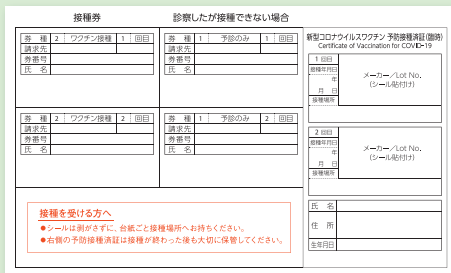 接種券
診察したが接種できない場合
券 種 2 ワクチン接種 1 回目
請求先
券番号
氏 名
券 種 1 予診のみ 1 回目
請求先
券番号
氏 名
券 種 2 ワクチン接種 2 回目
請求先
券番号
氏 名
券 種 1 予診のみ 2 回目
請求先
券番号
氏 名
接種を受ける方へ
●シールは剥がさずに、台紙ごと接種場所へお持ちください。
●右側の予防接種済証は接種が終わった後も大切に保管してください。
新型コロナウイルスワクチン 予防接種済証(臨時)
Certificate of Vaccination for COVID-19
1 回目
接種年月日
年
月 日
接種場所
メーカー/Lot No.
(シール貼付け)
2 回目
接種年月日
年
月 日
接種場所
メーカー/Lot No.
(シール貼付け)
氏 名
住 所
生年月日